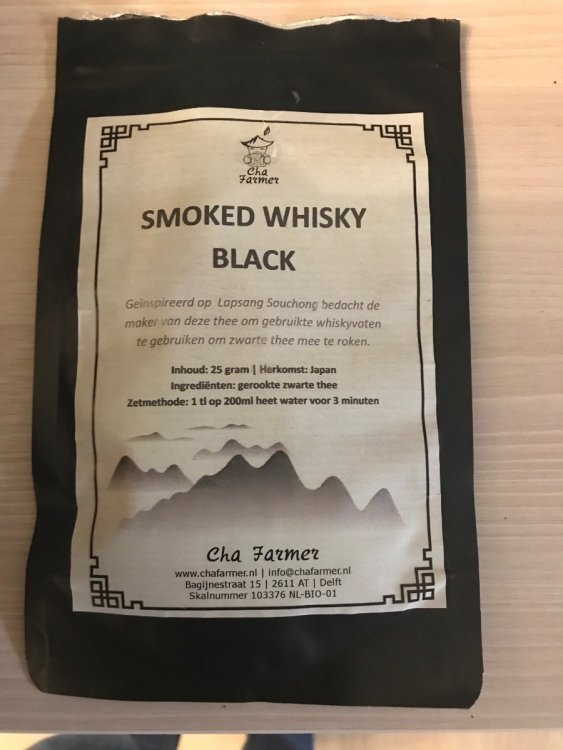 Cha
Farmer
SMOKED WHISKY
BLACK
Geïnspireerd op Lapsang Souchong bedacht de
maker van deze thee om gebruikte whiskyvaten
te gebruiken om zwarte thee mee te roken.
Inhoud: 25 gram | Herkomst: Japan
Ingrediënten: gerookte zwarte thee
Zetmethode: 1 tl op 200ml heet water voor 3 minuten
Cha Farmer
www.chafarmer.nl | info@chafarmer.nl
Bagijnestraat 15 | 2611 AT | Delft
Skalnummer 103376 NL-BIO-01